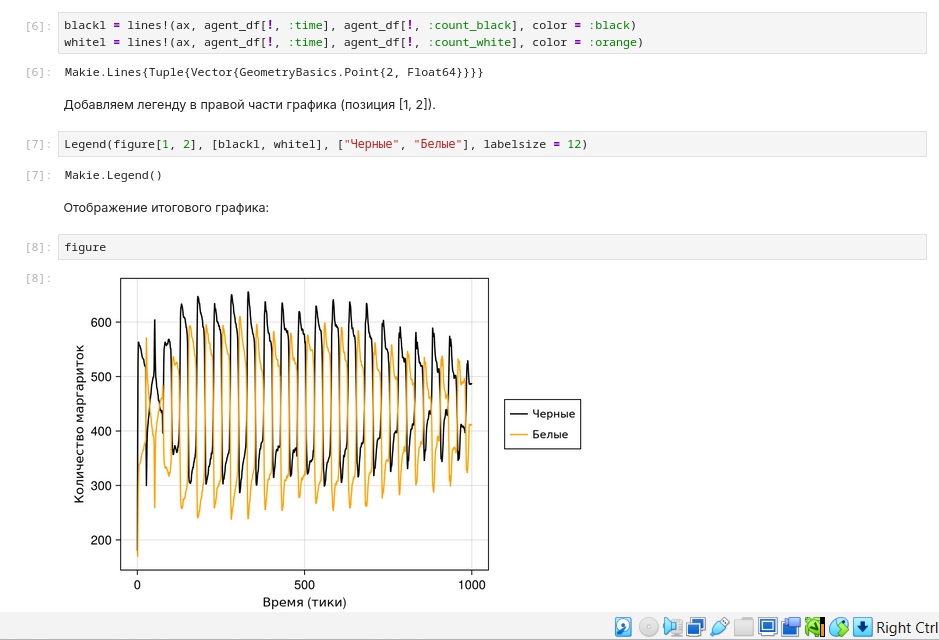 [6]: blackl = lines!(ax, agent_df[!, :time], agent_df[!, :count_black], color = :black)
whitel = lines!(ax, agent_df[!, :time], agent_df[!, :count_white], color = :orange)
[6]: Makie.Lines{Tuple{Vector{GeometryBasics.Point{2, Float64}}}}
Добавляем легенду в правой части графика (позиция [1, 2]).
[7]: Legend(figure[1, 2], [blackl, whitel], ["Черные", "Белые"], labelsize = 12)
[7]: Makie.Legend()
Отображение итогового графика:
[8]: figure
[8]:
Количество маргариток
600
500
400
300
200
0 500 1000
Время (тики)
Черные
Белые
Right Ctrl